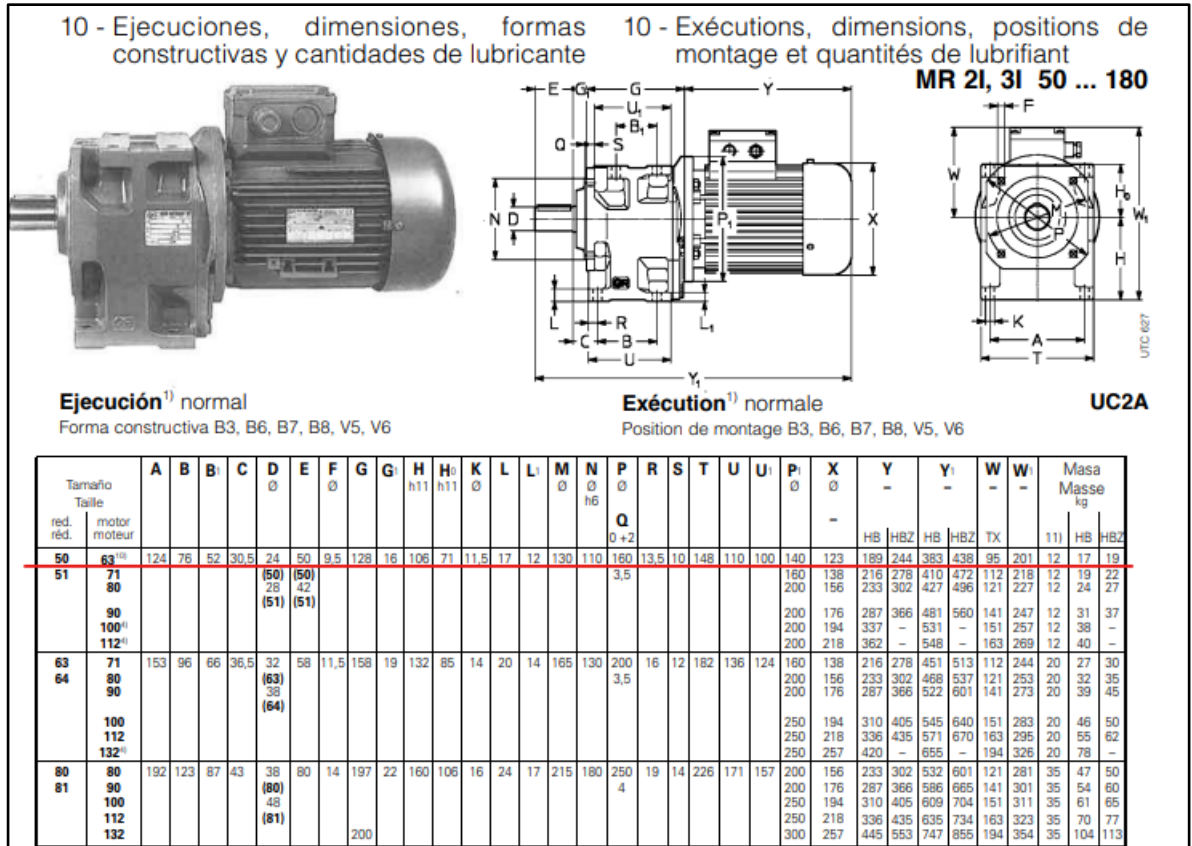 10 - Ejecuciones, dimensiones, formas constructivas y cantidades de lubricante
10 - Exécutions, dimensions, positions de montage et quantités de lubrifiant
MR 2I, 3I 50 ... 180
E G1 G Y
U1
B1
Q S
N D P1 X
L R L1
C B
U
Y1
F
W H0 W1
M
P
H
K
A
T
UTC 627
Ejecución1) normal
Forma constructiva B3, B6, B7, B8, V5, V6
Exécution1) normale
Position de montage B3, B6, B7, B8, V5, V6
UC2A
Tamaño Taille A B B1 C D E F G G1 H H0 K L L1 M N P R S T U U1 P1 X Y Y1 W W1 Masa Masse kg
Ø Ø h11 h11 Ø Ø Ø Ø Ø Ø – – – –
h6
red. réd. motor moteur Q 0 +2 –
HB HBZ HB HBZ TX 11) HB HBZ
50 6310) 124 76 52 30,5 24 50 9,5 128 16 106 71 11,5 17 12 130 110 160 13,5 10 148 110 100 140 123 189 244 383 438 95 201 12 17 19
51 71 (50) (50) 3,5 160 138 216 278 410 472 112 218 12 19 22
80 28 42 200 156 233 302 427 496 121 227 12 24 27
(51) (51)
90 200 176 287 366 481 560 141 247 12 31 37
1004) 200 194 337 – 531 – 151 257 12 38 –
1124) 200 218 362 – 548 – 163 269 12 40 –
63 71 153 96 66 36,5 32 58 11,5 158 19 132 85 14 20 14 165 130 200 16 12 182 136 124 160 138 216 278 451 513 112 244 20 27 30
64 80 (63) 3,5 200 156 233 302 468 537 121 253 20 32 35
90 38 200 176 287 366 522 601 141 273 20 39 45
(64)
100 250 194 310 405 545 640 151 283 20 46 50
112 250 218 336 435 571 670 163 295 20 55 62
1324) 250 257 420 – 655 – 194 326 20 78 –
80 80 192 123 87 43 38 80 14 197 22 160 106 16 24 17 215 180 250 19 14 226 171 157 200 156 233 302 532 601 121 281 35 47 50
81 90 (80) 4 200 176 287 366 586 665 141 301 35 54 60
100 48 250 194 310 405 609 704 151 311 35 61 65
112 (81) 250 218 336 435 635 734 163 323 35 70 77
132 200 300 257 445 553 747 855 194 354 35 104 113